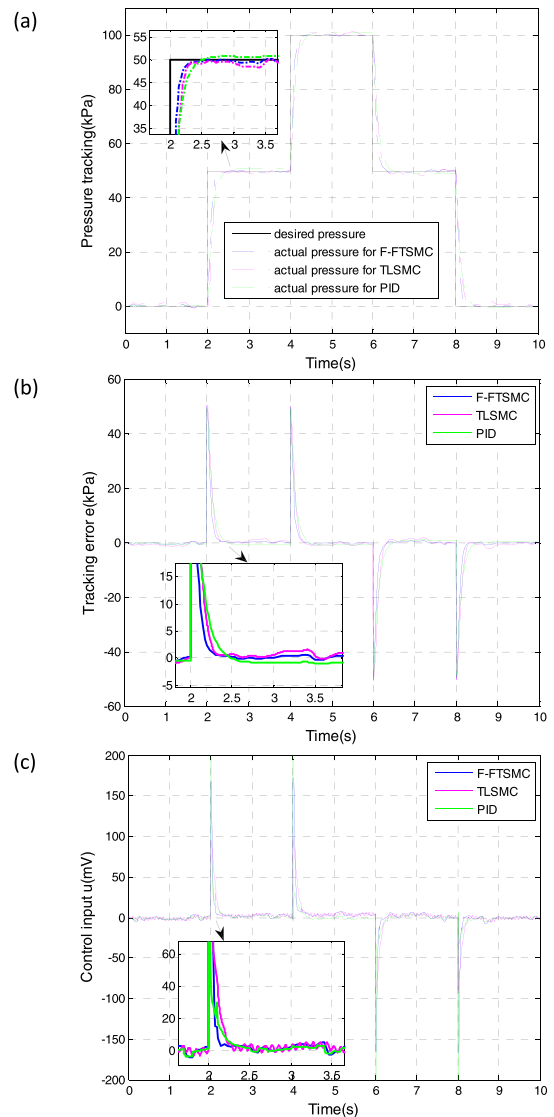 (a)
Pressure tracking(kPa)
120
100
80
60
40
20
0
55
50
45
40
35
2 2.5 3 3.5
desired pressure
actual pressure for F-FTSMC
actual pressure for TLSMC
actual pressure for PID
0 1 2 3 4 5 6 7 8 9 10
Time(s)
(b)
Tracking error e(kPa)
60
40
20
0
-20
-40
-60
F-FTSMC
TLSMC
PID
15
10
5
0
-5
2 2.5 3 3.5
0 1 2 3 4 5 6 7 8 9 10
Time(s)
(c)
Control input u(mV)
200
150
100
50
0
-50
-100
-150
-200
F-FTSMC
TLSMC
PID
60
40
20
0
2 2.5 3 3.5
0 1 2 3 4 5 6 7 8 9 10
Time(s)